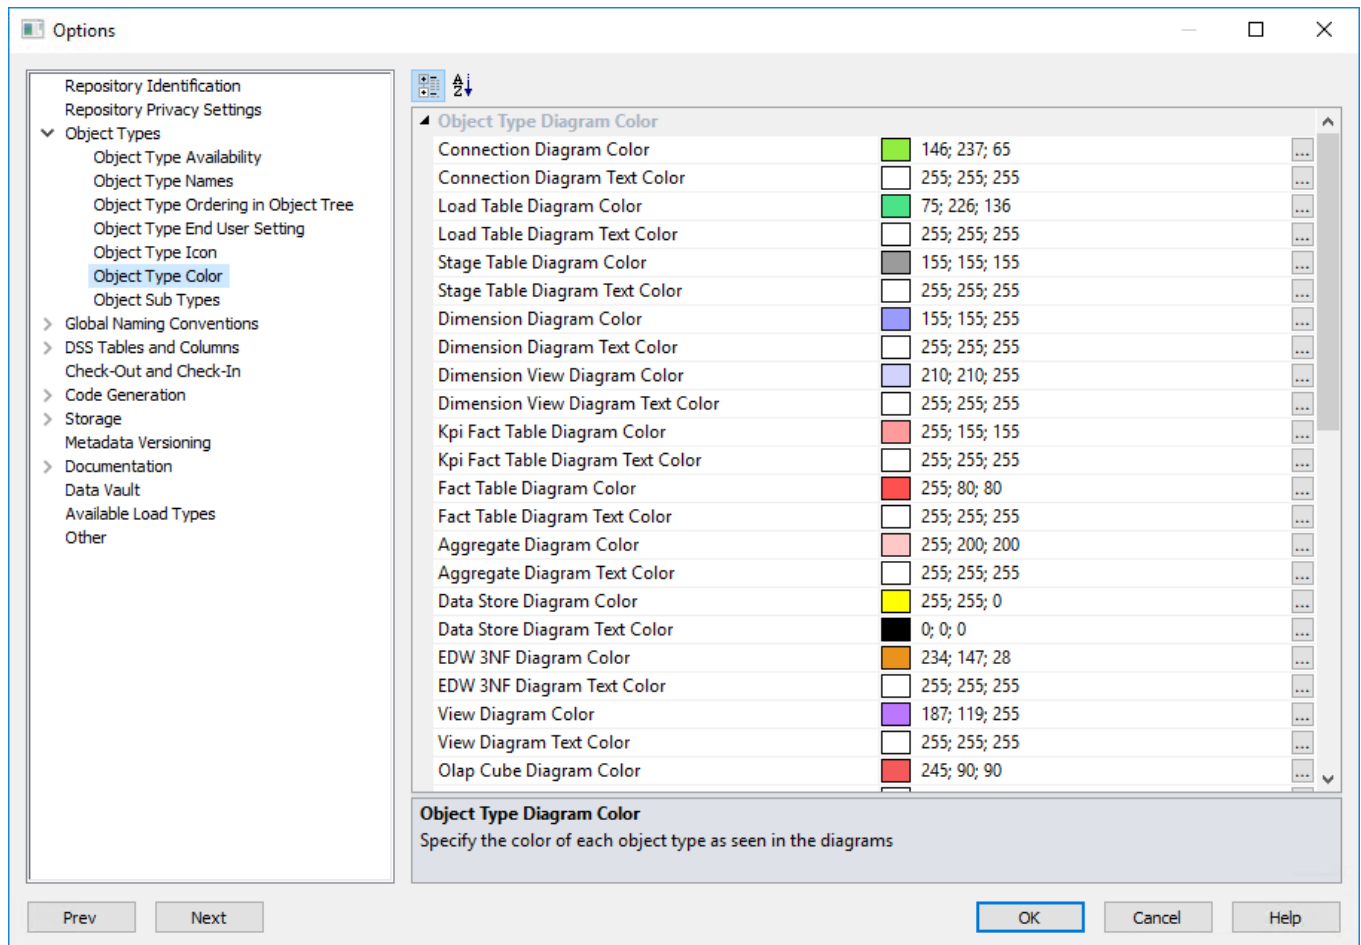 Options
Repository Identification
Repository Privacy Settings
Object Types
Object Type Availability
Object Type Names
Object Type Ordering in Object Tree
Object Type End User Setting
Object Type Icon
Object Type Color
Object Sub Types
Global Naming Conventions
DSS Tables and Columns
Check-Out and Check-In
Code Generation
Storage
Metadata Versioning
Documentation
Data Vault
Available Load Types
Other
A
Z
Object Type Diagram Color
Connection Diagram Color 146; 237; 65 ...
Connection Diagram Text Color 255; 255; 255 ...
Load Table Diagram Color 75; 226; 136 ...
Load Table Diagram Text Color 255; 255; 255 ...
Stage Table Diagram Color 155; 155; 155 ...
Stage Table Diagram Text Color 255; 255; 255 ...
Dimension Diagram Color 155; 155; 255 ...
Dimension Diagram Text Color 255; 255; 255 ...
Dimension View Diagram Color 210; 210; 255 ...
Dimension View Diagram Text Color 255; 255; 255 ...
Kpi Fact Table Diagram Color 255; 155; 155 ...
Kpi Fact Table Diagram Text Color 255; 255; 255 ...
Fact Table Diagram Color 255; 80; 80 ...
Fact Table Diagram Text Color 255; 255; 255 ...
Aggregate Diagram Color 255; 200; 200 ...
Aggregate Diagram Text Color 255; 255; 255 ...
Data Store Diagram Color 255; 255; 0 ...
Data Store Diagram Text Color 0; 0; 0 ...
EDW 3NF Diagram Color 234; 147; 28 ...
EDW 3NF Diagram Text Color 255; 255; 255 ...
View Diagram Color 187; 119; 255 ...
View Diagram Text Color 255; 255; 255 ...
Olap Cube Diagram Color 245; 90; 90 ...
Object Type Diagram Color
Specify the color of each object type as seen in the diagrams
Prev Next OK Cancel Help